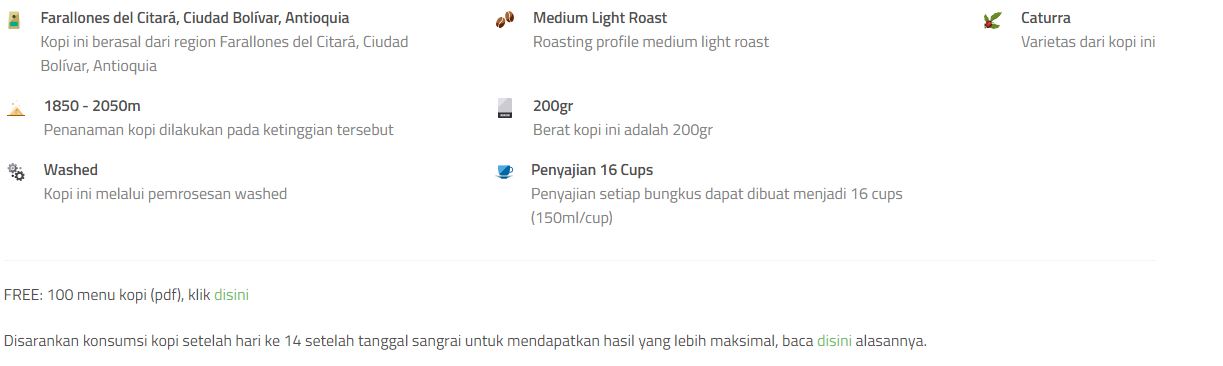 Farallones del Citará, Ciudad Bolívar, Antioquia
Kopi ini berasal dari region Farallones del Citará, Ciudad
Bolívar, Antioquia
Medium Light Roast
Roasting profile medium light roast
Caturra
Varietas dari kopi ini
1850 - 2050m
Penanaman kopi dilakukan pada ketinggian tersebut
200gr
Berat kopi ini adalah 200gr
Washed
Kopi ini melalui pemrosesan washed
Penyajian 16 Cups
Penyajian setiap bungkus dapat dibuat menjadi 16 cups
(150ml/cup)
FREE: 100 menu kopi (pdf), klik disini
Disarankan konsumsi kopi setelah hari ke 14 setelah tanggal sangrai untuk mendapatkan hasil yang lebih maksimal, baca disini alasannya.